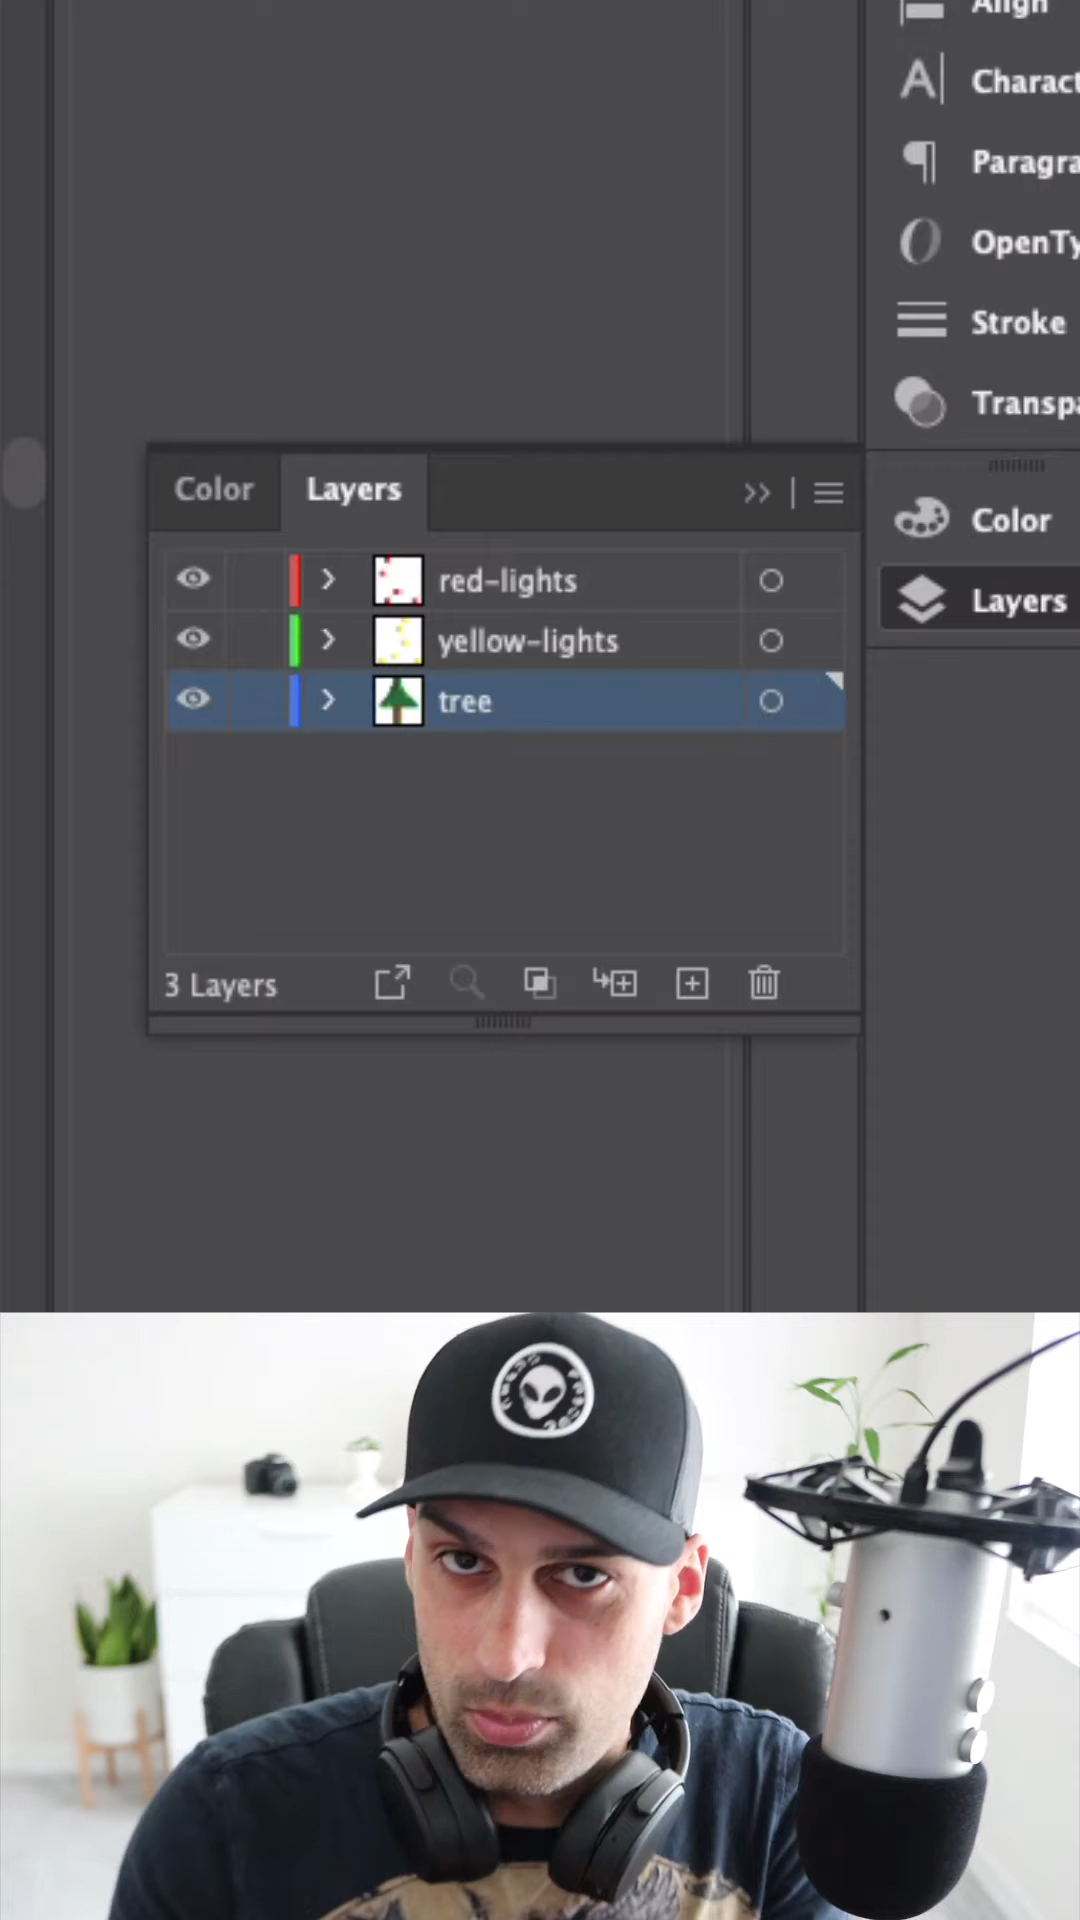 Align
Charact
Paragra
OpenTy
Stroke
Transpa
Color
Layers
Color
Layers
red-lights
yellow-lights
tree
3 Layers